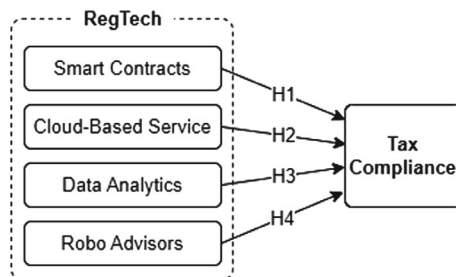 RegTech
Smart Contracts
H1
Cloud-Based Service
H2
Tax
Compliance
Data Analytics
H3
Robo Advisors
H4